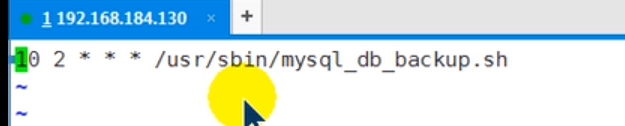 1 192.168.184.130 × +
10 2 * * * /usr/sbin/mysql_db_backup.sh
~
~